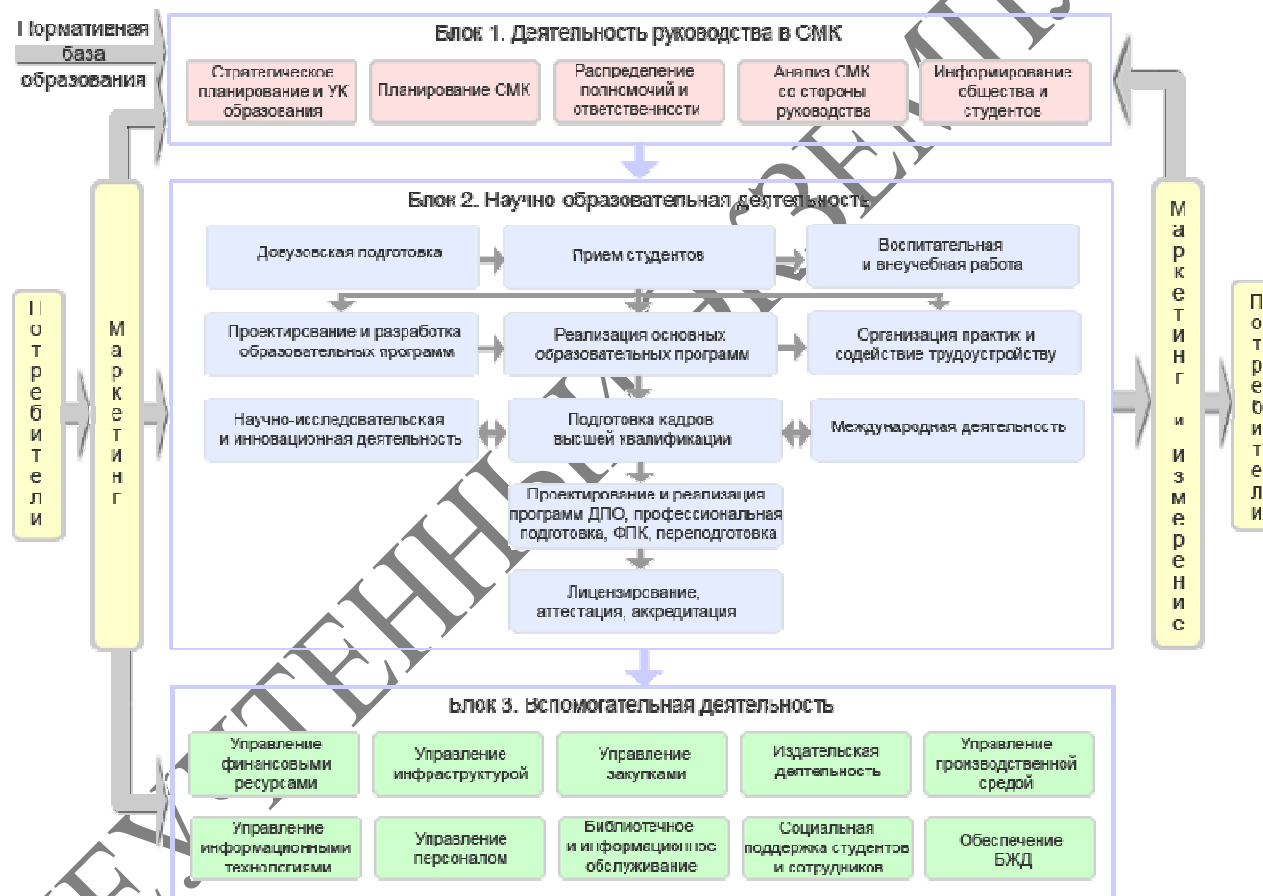 Нормативная
база
образования
Блок 1. Деятельность руководства в СМК
Стратегическое
планирование и УК
образования
Планирование СМК
Распределение
полномочий и
ответственности
Анализ СМК
со стороны
руководства
Информирование
общества и
студентов
Потребители
Маркетинг
Блок 2. Научно образовательная деятельность
Довузовская подготовка
Прием студентов
Воспитательная
и внеучебная работа
Проектирование и разработка
образовательных программ
Реализация основных
образовательных программ
Организация практик и
содействие трудоустройству
Научно-исследовательская
и инновационная деятельность
Подготовка кадров
высшей квалификации
Международная деятельность
Проектирование и реализация
программ ДПО, профессиональная
подготовка, ФПК, переподготовка
Лицензирование,
аттестация, аккредитация
Маркетинг и измерение
Потребители
Блок 3. Вспомогательная деятельность
Управление
финансовыми
ресурсами
Управление
инфраструктурой
Управление
закупками
Издательская
деятельность
Управление
производственной
средой
Управление
информационными
технологиями
Управление
персоналом
Библиотечное
и информационное
обслуживание
Социальная
поддержка студентов
и сотрудников
Обеспечение
БЖД